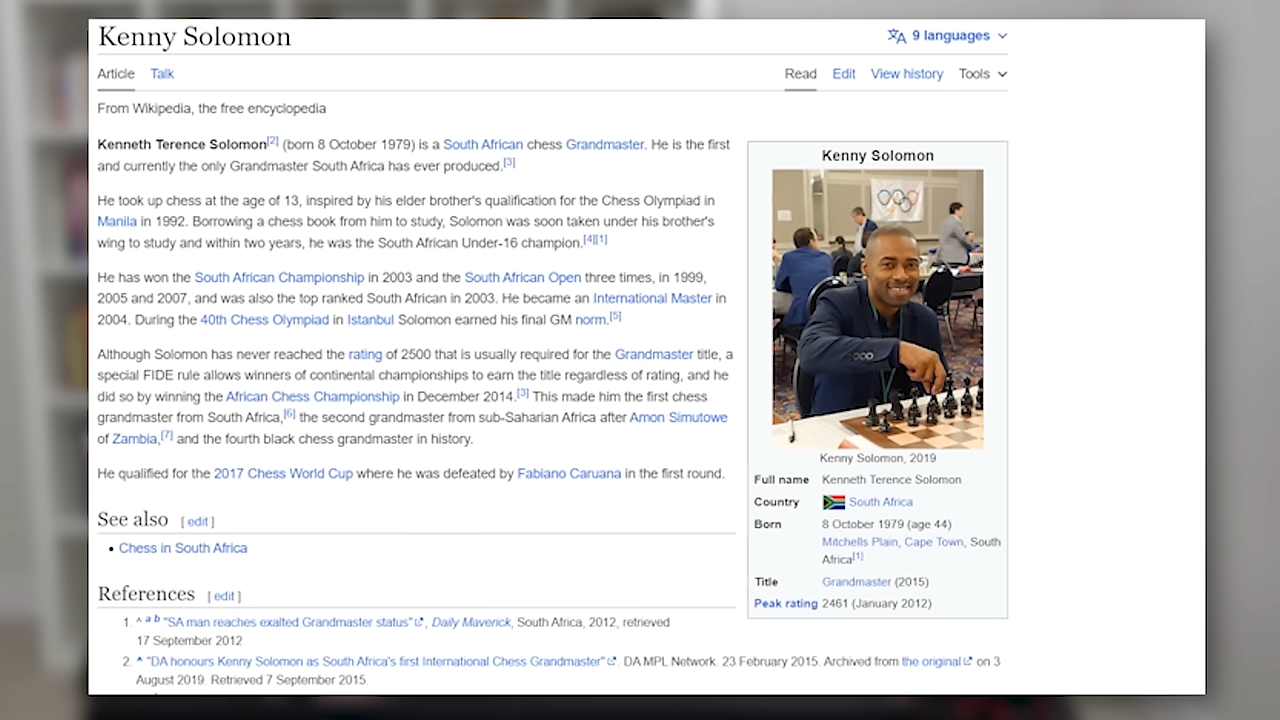 Kenny Solomon
9 languages
Article Talk
Read Edit View history Tools
From Wikipedia, the free encyclopedia
Kenneth Terence Solomon[2] (born 8 October 1979) is a South African chess Grandmaster. He is the first
and currently the only Grandmaster South Africa has ever produced.[3]
He took up chess at the age of 13, inspired by his elder brother's qualification for the Chess Olympiad in
Manila in 1992. Borrowing a chess book from him to study, Solomon was soon taken under his brother's
wing to study and within two years, he was the South African Under-16 champion.[4][1]
He has won the South African Championship in 2003 and the South African Open three times, in 1999,
2005 and 2007, and was also the top ranked South African in 2003. He became an International Master in
2004. During the 40th Chess Olympiad in Istanbul Solomon earned his final GM norm.[5]
Although Solomon has never reached the rating of 2500 that is usually required for the Grandmaster title, a
special FIDE rule allows winners of continental championships to earn the title regardless of rating, and he
did so by winning the African Chess Championship in December 2014.[3] This made him the first chess
grandmaster from South Africa,[6] the second grandmaster from sub-Saharian Africa after Amon Simutowe
of Zambia,[7] and the fourth black chess grandmaster in history.
He qualified for the 2017 Chess World Cup where he was defeated by Fabiano Caruana in the first round.
See also [ edit ]
• Chess in South Africa
References [ edit ]
1. ^ a b "SA man reaches exalted Grandmaster status", Daily Maverick, South Africa, 2012, retrieved
17 September 2012
2. ^ "DA honours Kenny Solomon as South Africa's first International Chess Grandmaster". DA MPL Network. 23 February 2015. Archived from the original on 3
August 2019. Retrieved 7 September 2015.
Kenny Solomon
Kenny Solomon, 2019
Full name Kenneth Terence Solomon
Country South Africa
Born 8 October 1979 (age 44)
Mitchells Plain, Cape Town, South
Africa[1]
Title Grandmaster (2015)
Peak rating 2461 (January 2012)